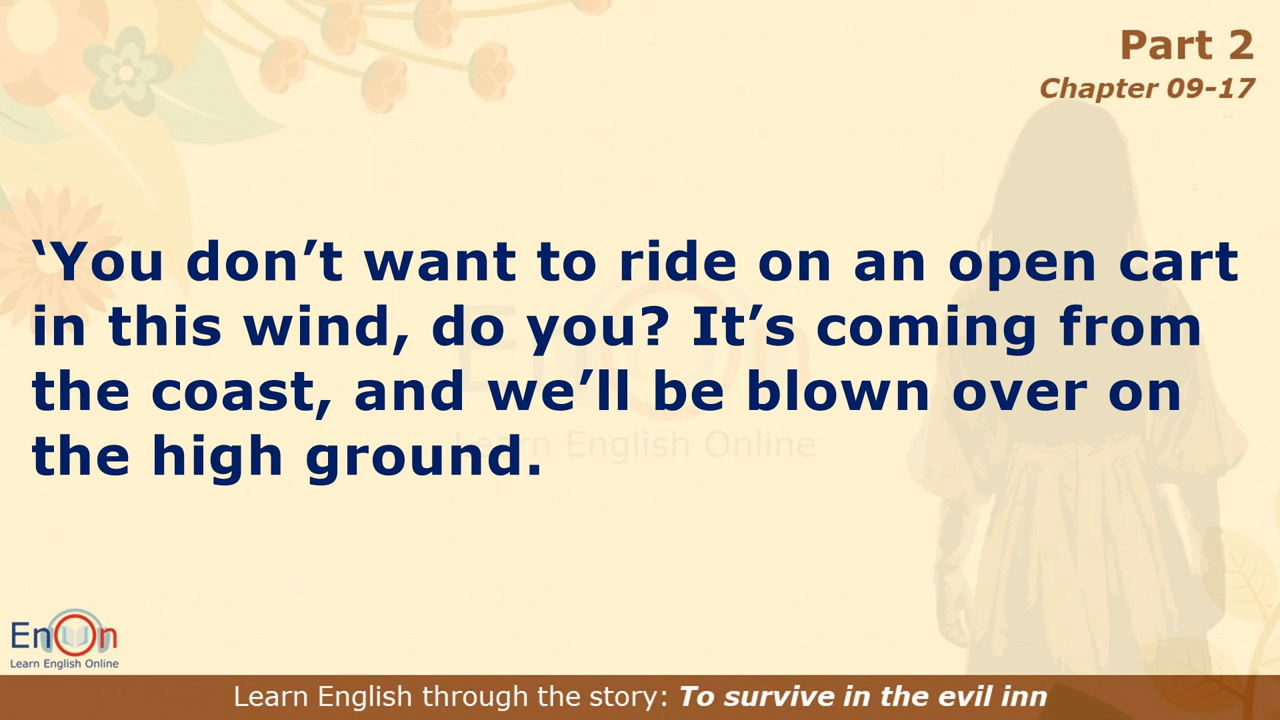 Part 2
Chapter 09-17
‘You don’t want to ride on an open cart
in this wind, do you? It’s coming from
the coast, and we’ll be blown over on
the high ground.
EnOn
Learn English Online
EnOn
Learn English Online
Learn English through the story: To survive in the evil inn